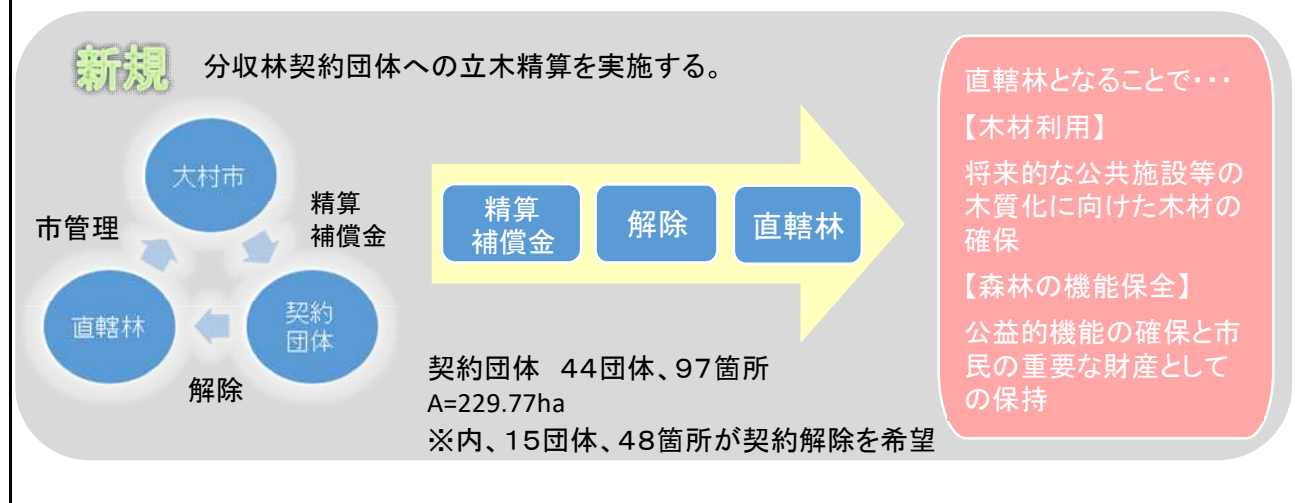 新規 分収林契約団体への立木精算を実施する。
大村市
精算
補償金
契約
団体
解除
直轄林
市管理
精算
補償金
解除
直轄林
契約団体　44団体、97箇所
A=229.77ha
※内、15団体、48箇所が契約解除を希望
直轄林となることで・・・
【木材利用】
将来的な公共施設等の
木質化に向けた木材の
確保
【森林の機能保全】
公益的機能の確保と市
民の重要な財産として
の保持